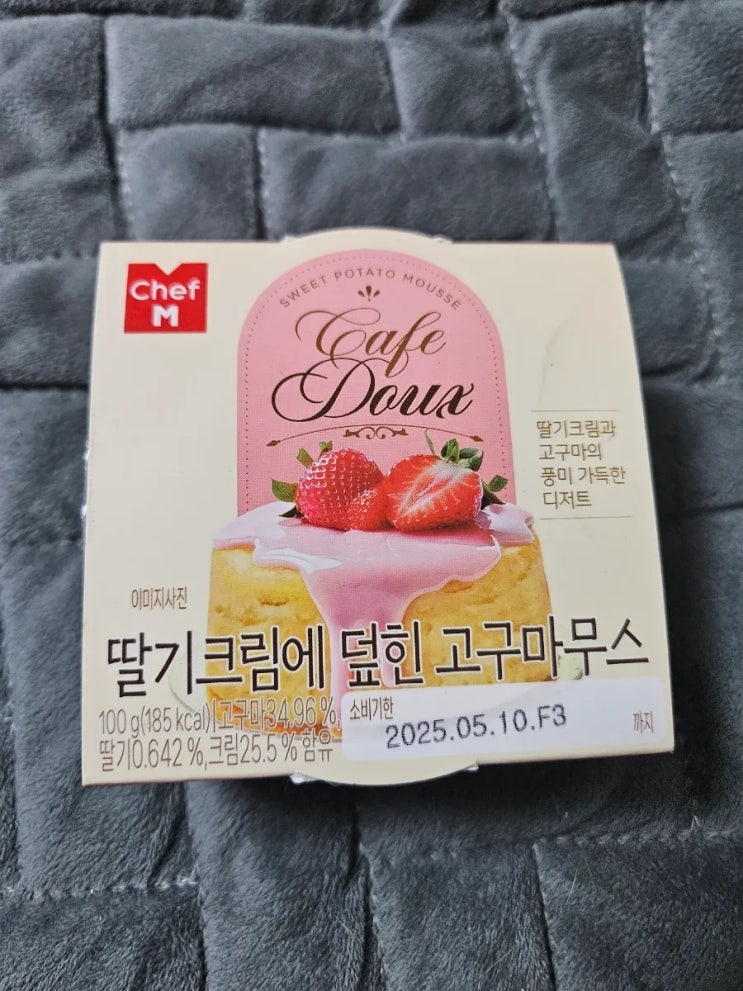 Chef
M
SWEET POTATO MOUSSE
Cafe
Doux
딸기크림과
고구마의
풍미 가득한
디저트
이미지사진
딸기크림에 덮힌 고구마무스
100 g(185 kcal)|고구마34.96 %,
딸기0.642 %,크림25.5 % 함유
소비기한
2025.05.10.F3
까지